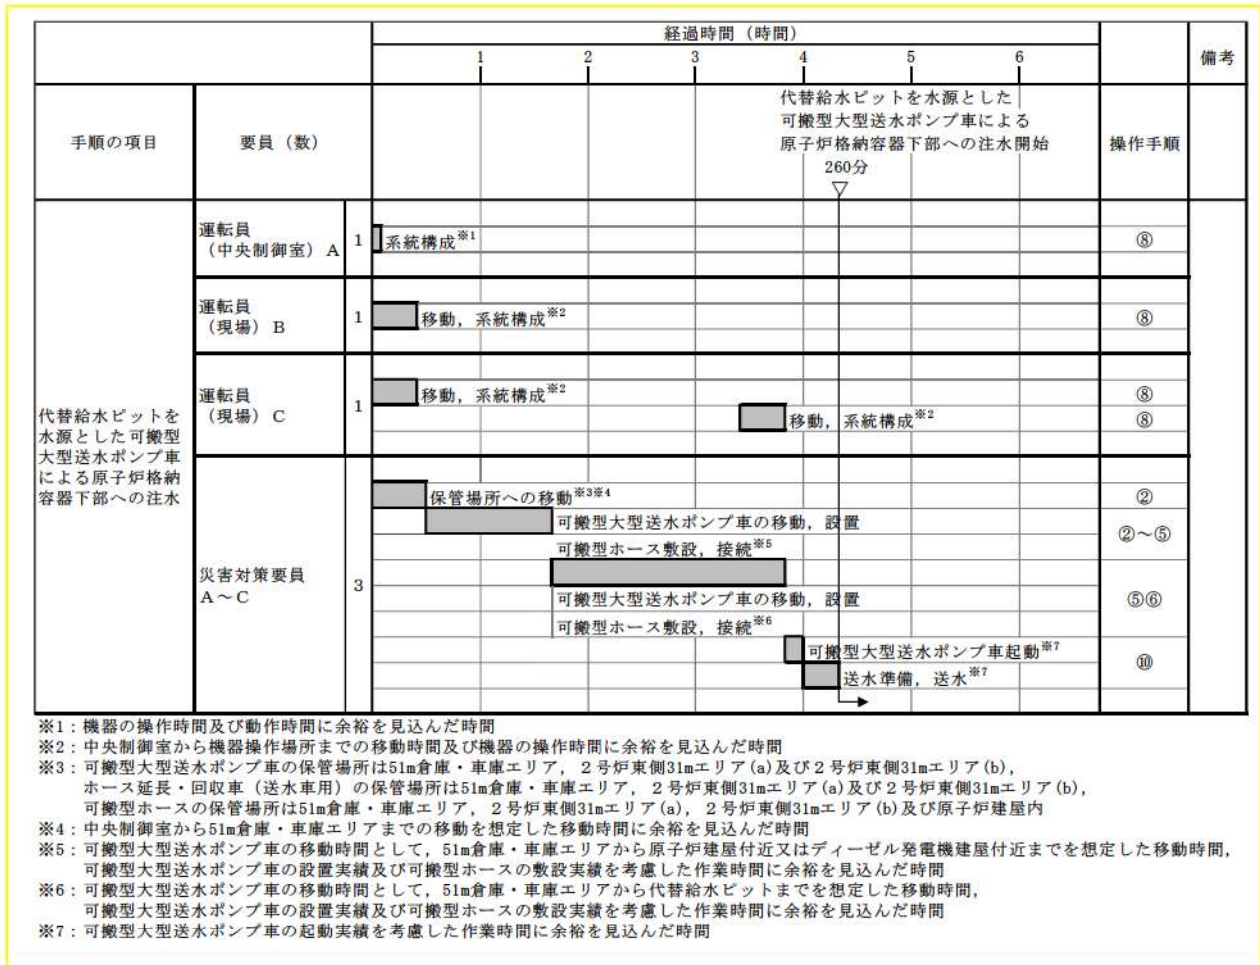 経過時間（時間）
1 2 3 4 5 6
備考
手順の項目
要員（数）
代替給水ピットを水源とした
可搬型大型送水ポンプ車による
原子炉格納容器下部への注水開始
260分
▽
操作手順
代替給水ピットを
水源とした可搬型
大型送水ポンプ車
による原子炉格納
容器下部への注水
運転員
（中央制御室）A
1
系統構成※1
⑧
運転員
（現場）B
1
移動，系統構成※2
⑧
運転員
（現場）C
1
移動，系統構成※2
⑧
移動，系統構成※2
⑧
災害対策要員
A～C
3
保管場所への移動※3※4
②
可搬型大型送水ポンプ車の移動，設置
②～⑤
可搬型ホース敷設，接続※5
可搬型大型送水ポンプ車の移動，設置
⑤⑥
可搬型ホース敷設，接続※6
可搬型大型送水ポンプ車起動※7
⑩
送水準備，送水※7
※1：機器の操作時間及び動作時間に余裕を見込んだ時間
※2：中央制御室から機器操作場所までの移動時間及び機器の操作時間に余裕を見込んだ時間
※3：可搬型大型送水ポンプ車の保管場所は51m倉庫・車庫エリア，２号炉東側31mエリア(a)及び２号炉東側31mエリア(b)，
ホース延長・回収車（送水車用）の保管場所は51m倉庫・車庫エリア，２号炉東側31mエリア(a)及び２号炉東側31mエリア(b)，
可搬型ホースの保管場所は51m倉庫・車庫エリア，２号炉東側31mエリア(a)，２号炉東側31mエリア(b)及び原子炉建屋内
※4：中央制御室から51m倉庫・車庫エリアまでの移動を想定した移動時間に余裕を見込んだ時間
※5：可搬型大型送水ポンプ車の移動時間として，51m倉庫・車庫エリアから原子炉建屋付近又はディーゼル発電機建屋付近までを想定した移動時間，
可搬型大型送水ポンプ車の設置実績及び可搬型ホースの敷設実績を考慮した作業時間に余裕を見込んだ時間
※6：可搬型大型送水ポンプ車の移動時間として，51m倉庫・車庫エリアから代替給水ピットまでを想定した移動時間，
可搬型大型送水ポンプ車の設置実績及び可搬型ホースの敷設実績を考慮した作業時間に余裕を見込んだ時間
※7：可搬型大型送水ポンプ車の起動実績を考慮した作業時間に余裕を見込んだ時間